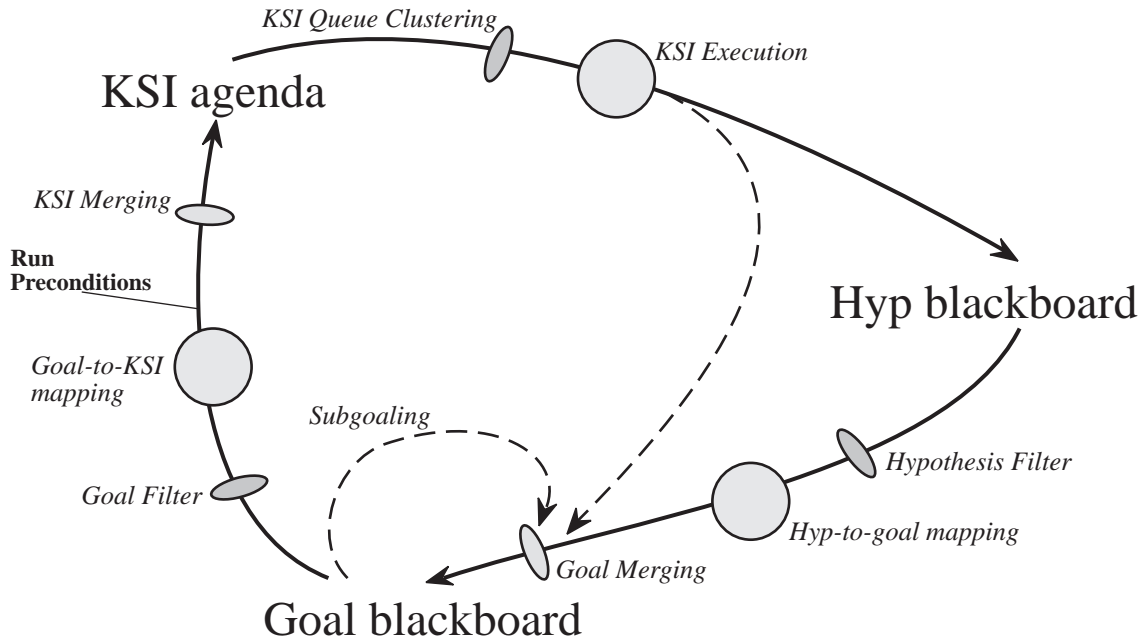 KSI Queue Clustering
KSI Execution
KSI agenda
KSI Merging
Run
Preconditions
Hyp blackboard
Goal-to-KSI
mapping
Subgoaling
Hypothesis Filter
Goal Filter
Hyp-to-goal mapping
Goal Merging
Goal blackboard